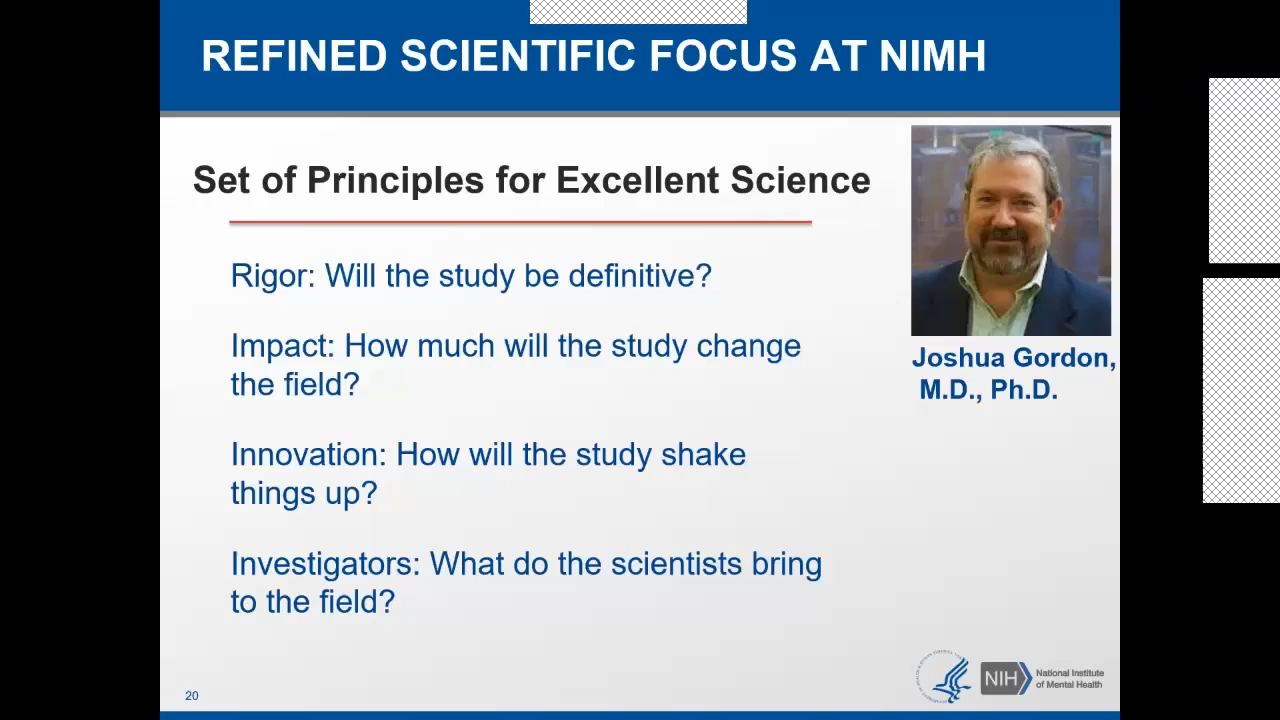 REFINED SCIENTIFIC FOCUS AT NIMH
Set of Principles for Excellent Science
Rigor: Will the study be definitive?
Impact: How much will the study change
the field?
Innovation: How will the study shake
things up?
Investigators: What do the scientists bring
to the field?
Joshua Gordon,
M.D., Ph.D.
20
NIH
National Institute
of Mental Health